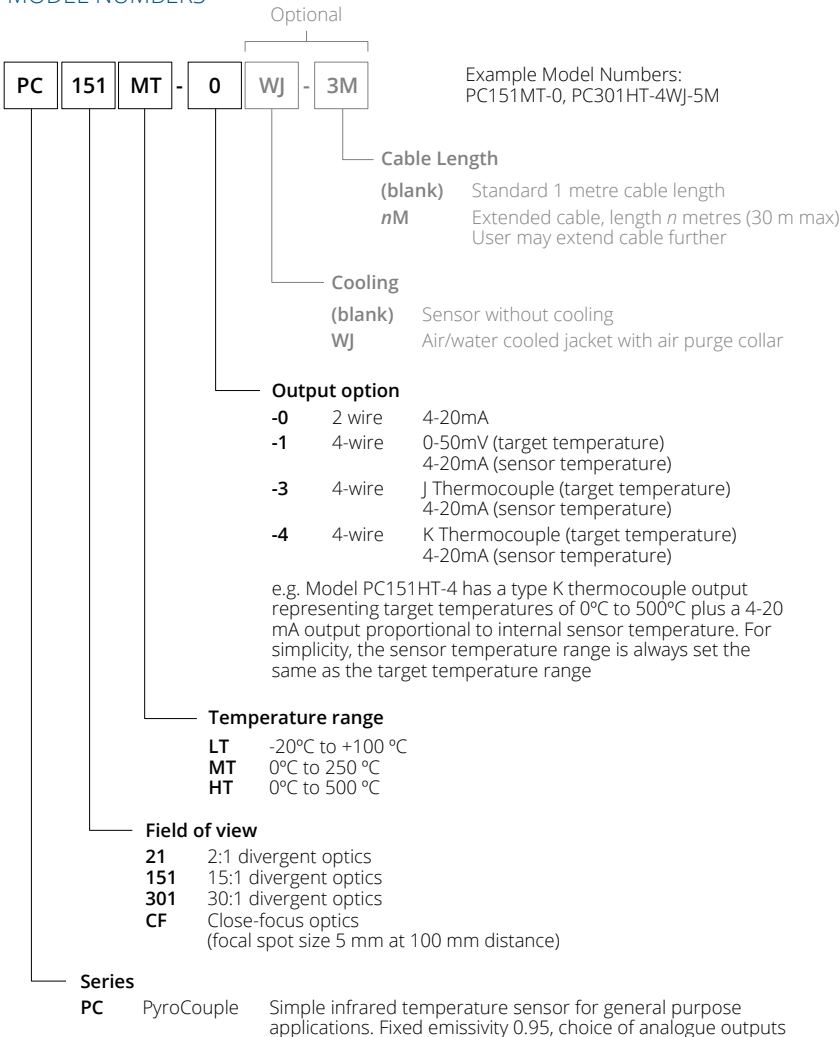 Optional
PC 151 MT - 0 WJ - 3M
Example Model Numbers:
PC151MT-0, PC301HT-4WJ-5M
Cable Length
(blank) Standard 1 metre cable length
nM Extended cable, length n metres (30 m max)
User may extend cable further
Cooling
(blank) Sensor without cooling
WJ Air/water cooled jacket with air purge collar
Output option
-0 2 wire 4-20mA
-1 4-wire 0-50mV (target temperature)
4-20mA (sensor temperature)
-3 4-wire J Thermocouple (target temperature)
4-20mA (sensor temperature)
-4 4-wire K Thermocouple (target temperature)
4-20mA (sensor temperature)
e.g. Model PC151HT-4 has a type K thermocouple output
representing target temperatures of 0ºC to 500ºC plus a 4-20
mA output proportional to internal sensor temperature. For
simplicity, the sensor temperature range is always set the
same as the target temperature range
Temperature range
LT -20ºC to +100 ºC
MT 0ºC to 250 ºC
HT 0ºC to 500 ºC
Field of view
21 2:1 divergent optics
151 15:1 divergent optics
301 30:1 divergent optics
CF Close-focus optics
(focal spot size 5 mm at 100 mm distance)
Series
PC PyroCouple Simple infrared temperature sensor for general purpose
applications. Fixed emissivity 0.95, choice of analogue outputs